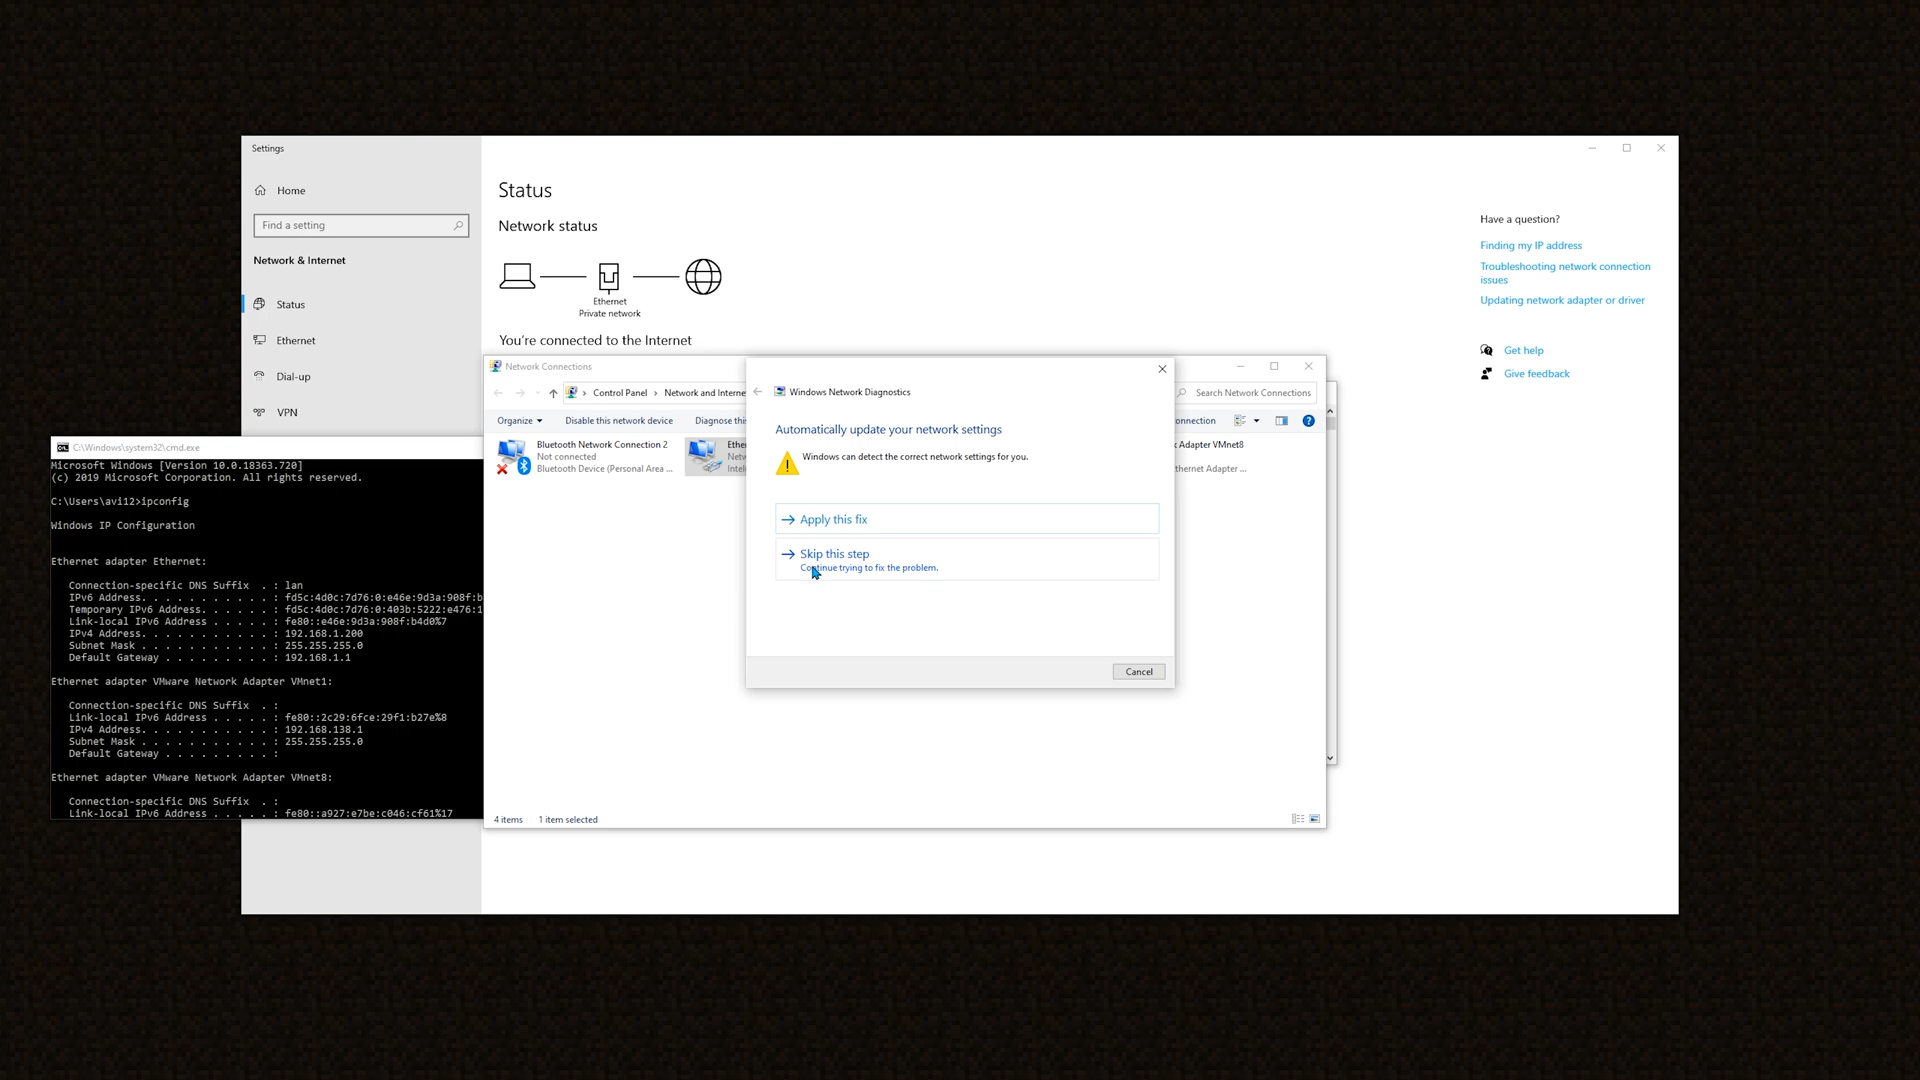 Settings
Home
Find a setting
Network & Internet
Status
Ethernet
Dial-up
VPN
Status
Network status
Ethernet
Private network
You're connected to the Internet
Have a question?
Finding my IP address
Troubleshooting network connection
issues
Updating network adapter or driver
Get help
Give feedback
Network Connections
Control Panel > Network and Interne
Search Network Connections
Organize
Disable this network device
Diagnose this
onnection
Bluetooth Network Connection 2
Not connected
Bluetooth Device (Personal Area ...
Ether
Netw
Intel
Adapter VMnet8
thernet Adapter ...
4 items
1 item selected
Windows Network Diagnostics
Automatically update your network settings
Windows can detect the correct network settings for you.
Apply this fix
Skip this step
Continue trying to fix the problem.
Cancel
C:\Windows\system32\cmd.exe
Microsoft Windows [Version 10.0.18363.720]
(c) 2019 Microsoft Corporation. All rights reserved.
C:\Users\avi12>ipconfig
Windows IP Configuration
Ethernet adapter Ethernet:
Connection-specific DNS Suffix . : lan
IPv6 Address. . . . . . . . . . . : fd5c:4d0c:7d76:0:e46e:9d3a:908f:b
Temporary IPv6 Address. . . . . . : fd5c:4d0c:7d76:0:403b:5222:e476:1
Link-local IPv6 Address . . . . . : fe80::e46e:9d3a:908f:b4d0%7
IPv4 Address. . . . . . . . . . . : 192.168.1.200
Subnet Mask . . . . . . . . . . . : 255.255.255.0
Default Gateway . . . . . . . . . : 192.168.1.1
Ethernet adapter VMware Network Adapter VMnet1:
Connection-specific DNS Suffix . :
Link-local IPv6 Address . . . . . : fe80::2c29:6fce:29f1:b27e%8
IPv4 Address. . . . . . . . . . . : 192.168.138.1
Subnet Mask . . . . . . . . . . . : 255.255.255.0
Default Gateway . . . . . . . . . :
Ethernet adapter VMware Network Adapter VMnet8:
Connection-specific DNS Suffix . :
Link-local IPv6 Address . . . . . : fe80::a927:e7be:c046:cf61%17